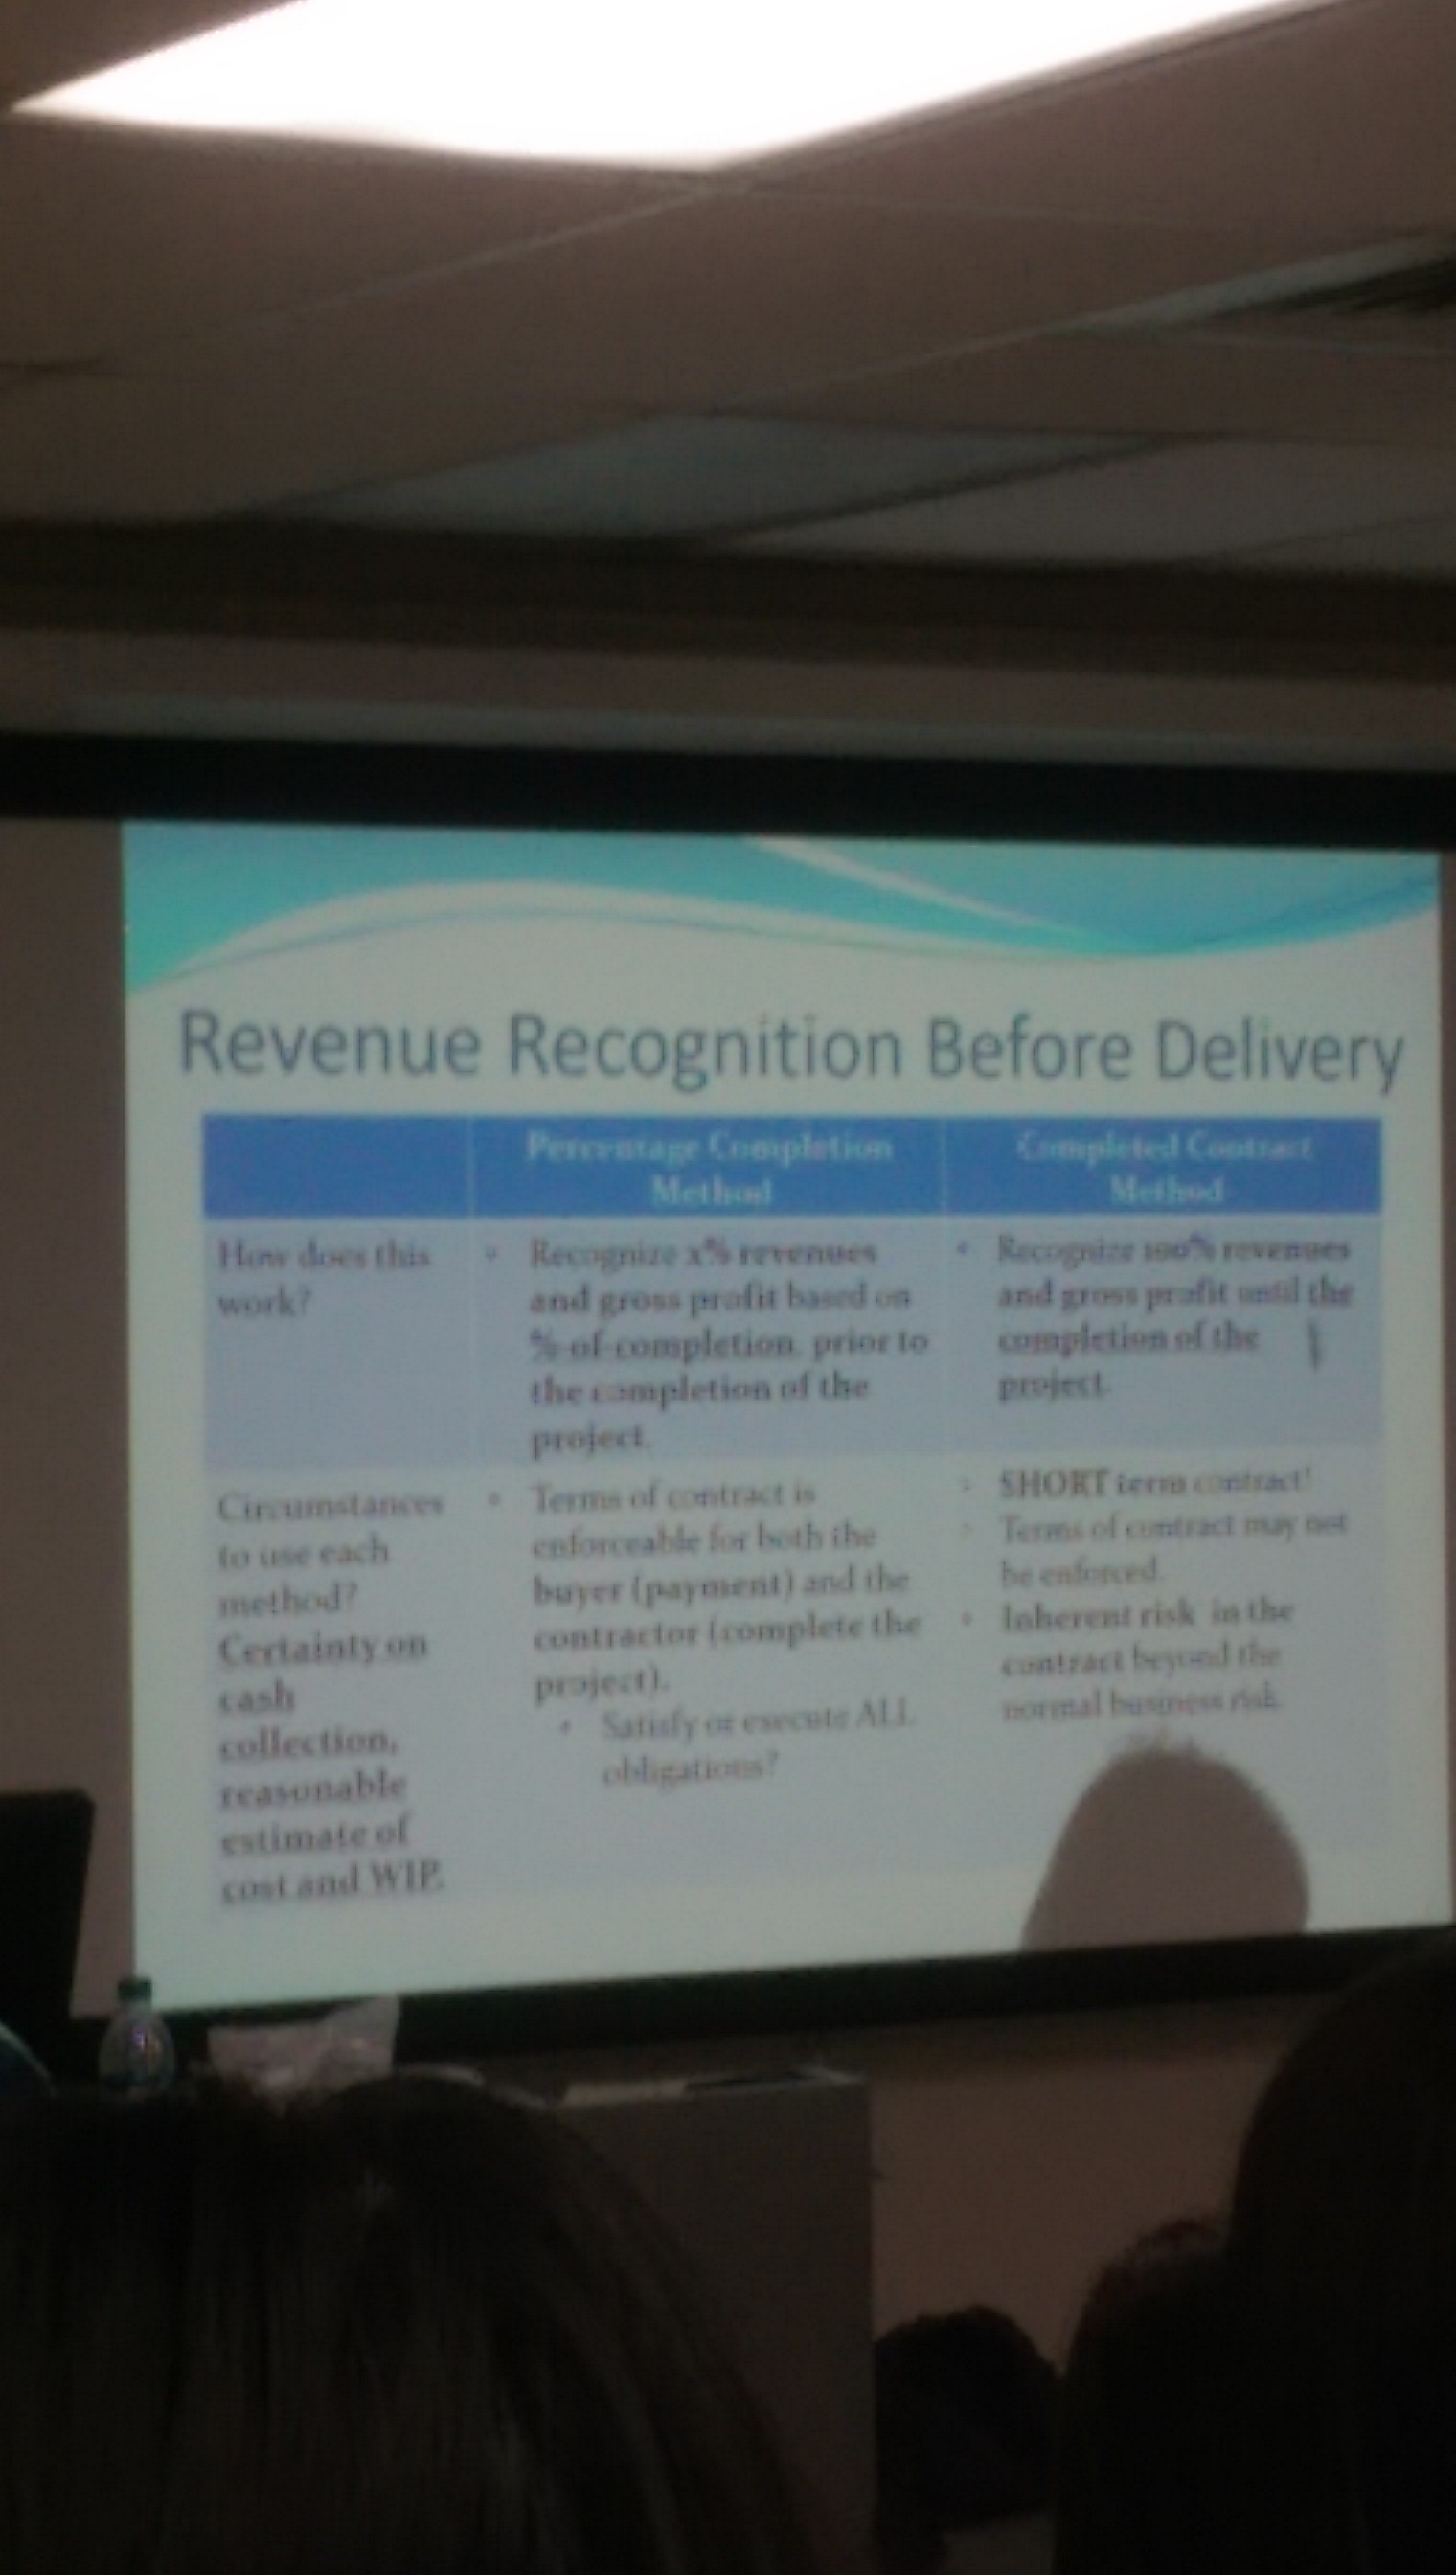 Revenue Recognition Before Delivery
Percentage Completion
Method
Completed Contract
Method
How does this
work?
• Recognize x% revenues
and gross profit based on
%-of-completion, prior to
the completion of the
project.
• Recognize 100% revenues
and gross profit until the
completion of the
project.
Circumstances
to use each
method?
Certainty on
cash
collection,
reasonable
estimate of
cost and WIP.
• Terms of contract is
enforceable for both the
buyer (payment) and the
contractor (complete the
project).
• Satisfy or execute ALL
obligations?
• SHORT term contract!
• Terms of contract may not
be enforced.
• Inherent risk in the
contract beyond the
normal business risk.